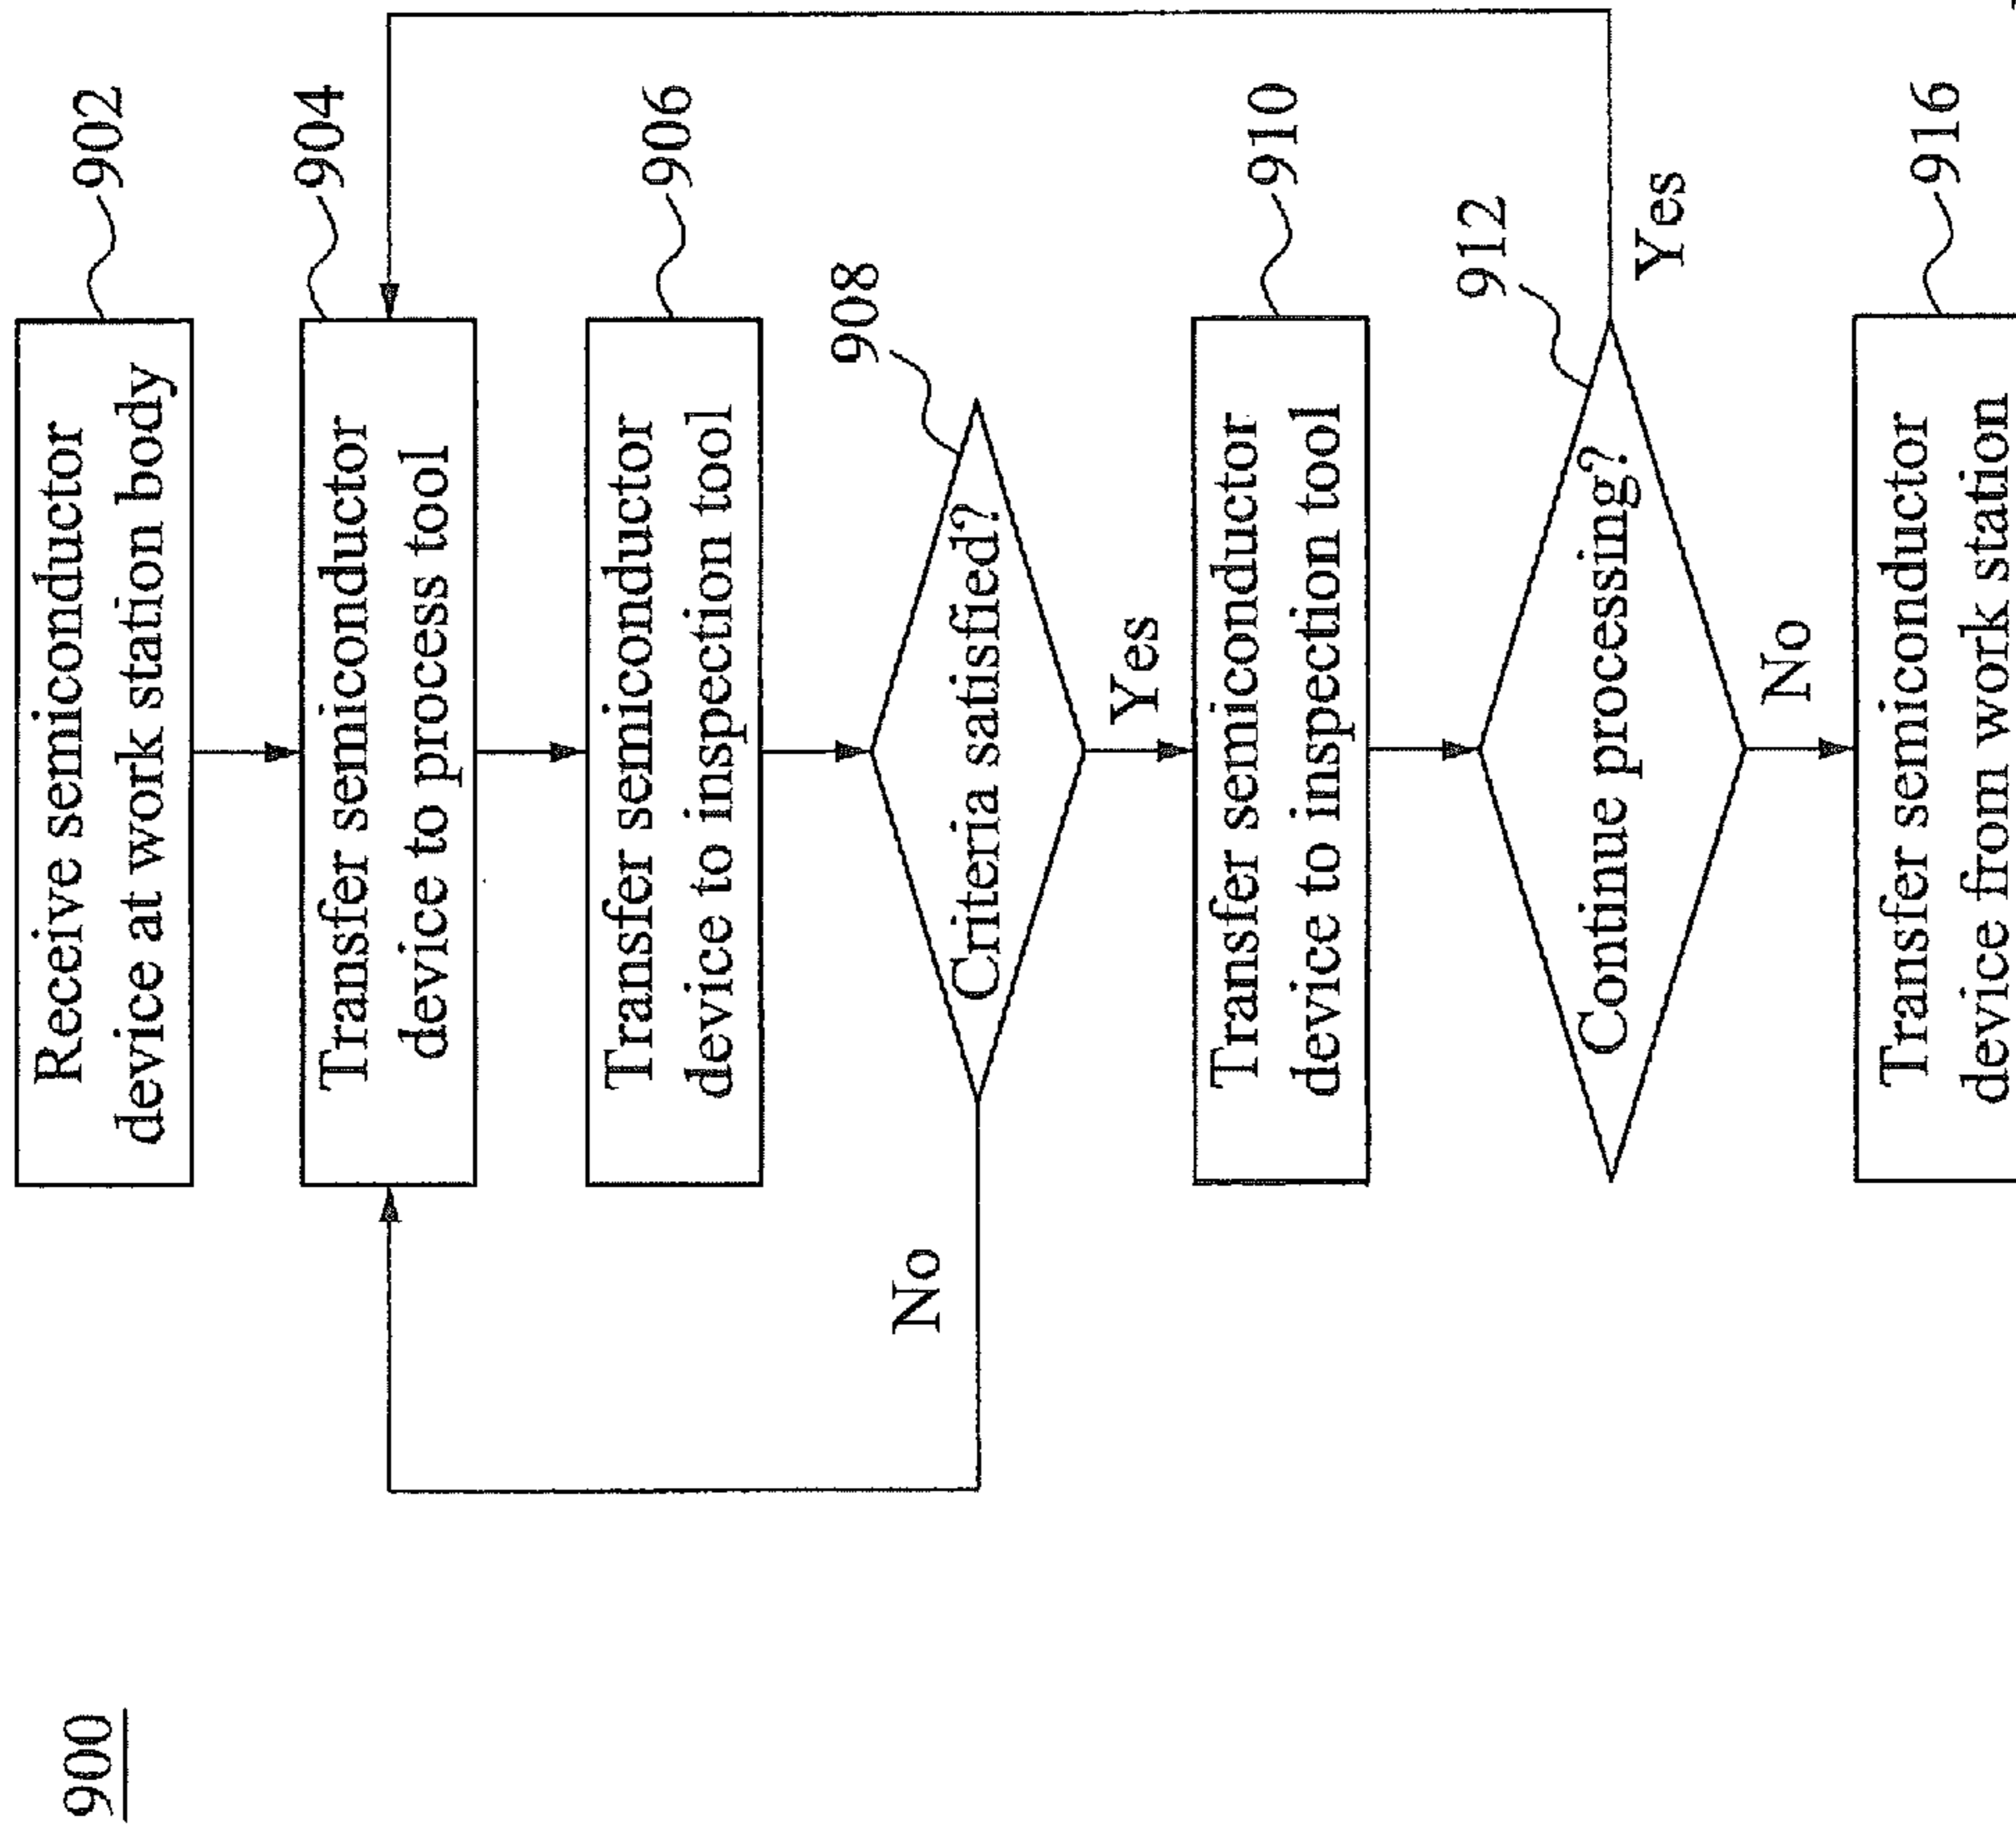 900
Receive semiconductor
device at work station body
902
Transfer semiconductor
device to process tool
904
Transfer semiconductor
device to inspection tool
906
Criteria satisfied?
908
No
Yes
Transfer semiconductor
device to inspection tool
910
Continue processing?
912
Yes
No
Transfer semiconductor
device from work station
916